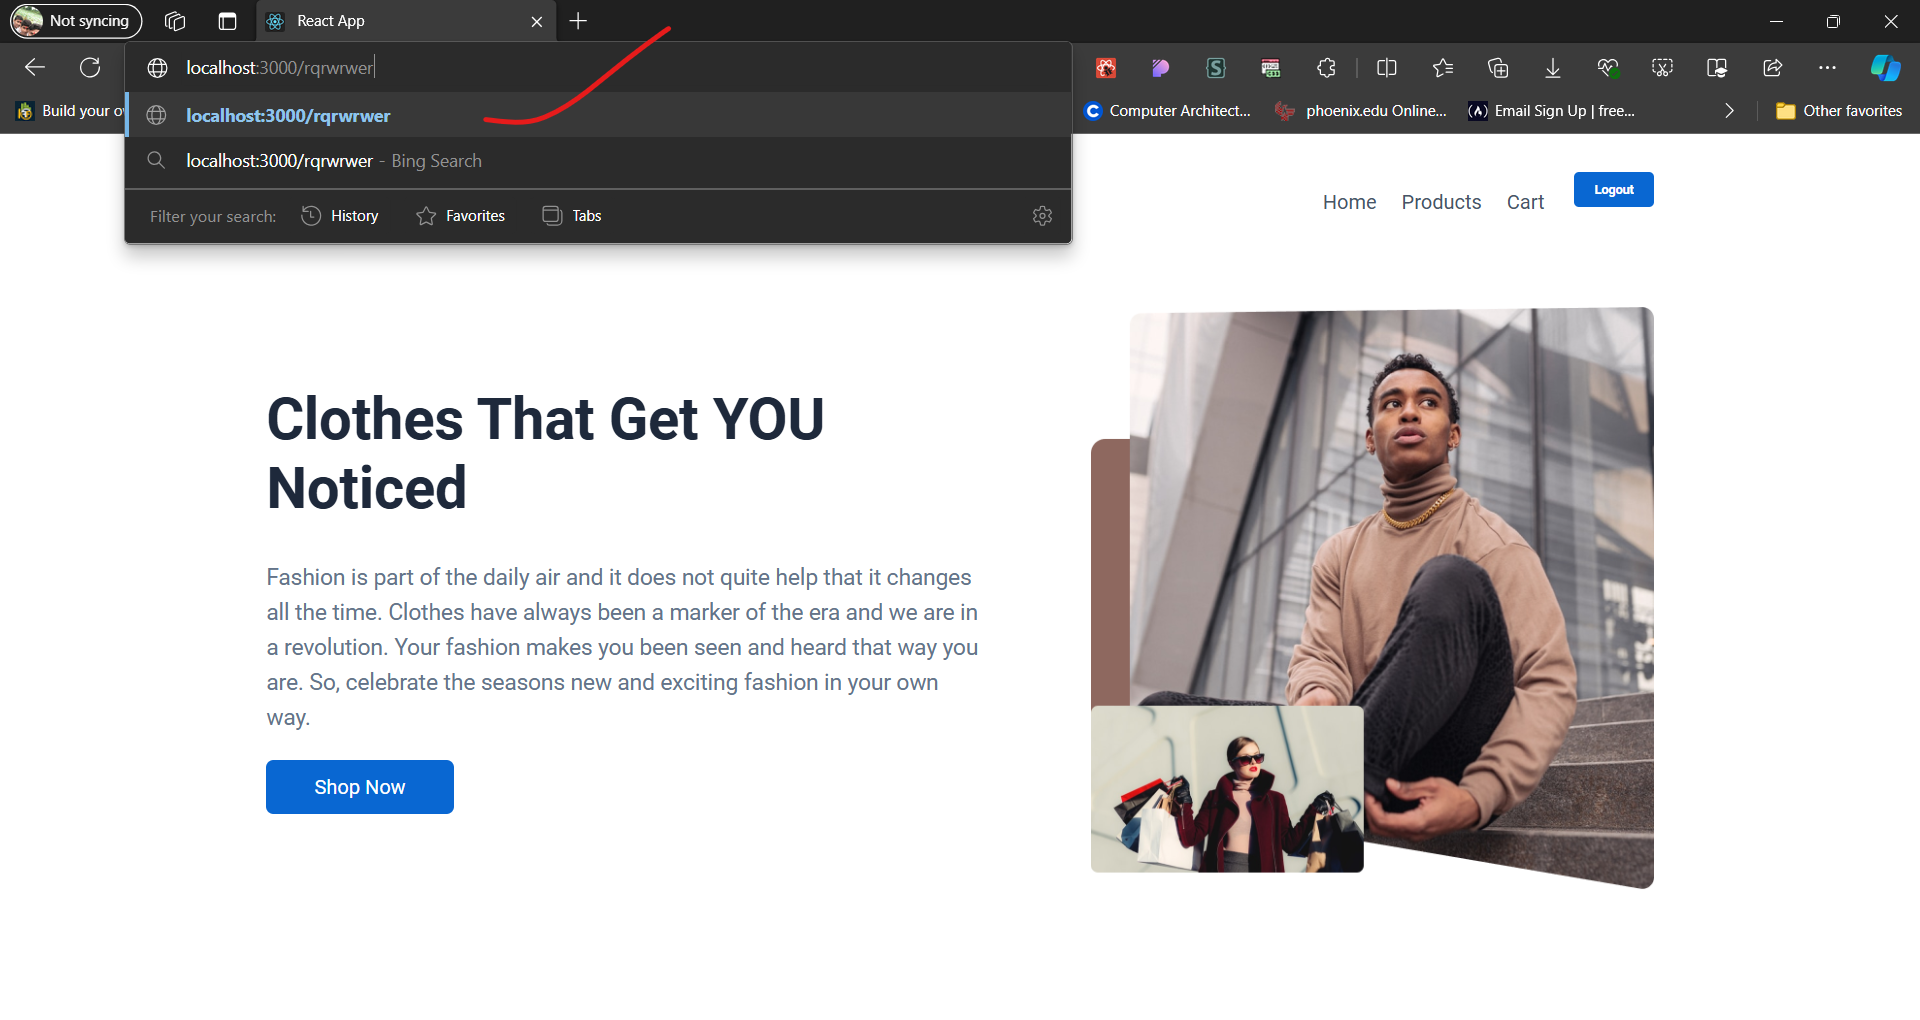 Not syncing
React App
localhost:3000/rqrwrwer
localhost:3000/rqrwrwer
localhost:3000/rqrwrwer - Bing Search
Filter your search: History Favorites Tabs
Build your o
Computer Architect...
phoenix.edu Online...
Email Sign Up | free...
Other favorites
Home Products Cart Logout
Clothes That Get YOU
Noticed
Fashion is part of the daily air and it does not quite help that it changes
all the time. Clothes have always been a marker of the era and we are in
a revolution. Your fashion makes you been seen and heard that way you
are. So, celebrate the seasons new and exciting fashion in your own
way.
Shop Now